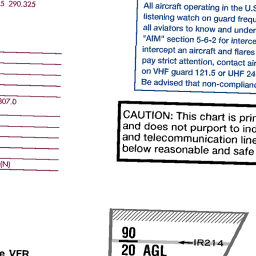 5 290.325
307.0
(N)
All aircraft operating in the U.S
listening watch on guard frequ
all aviators to know and under
"AIM" section 5-6-2 for interce
intercept an aircraft and flares
pay strict attention, contact air
on VHF guard 121.5 or UHF 24
Be advised that non-complianc
CAUTION: This chart is prin
and does not purport to ind
and telecommunication line
below reasonable and safe
90
20 AGL
IR214
e VFR